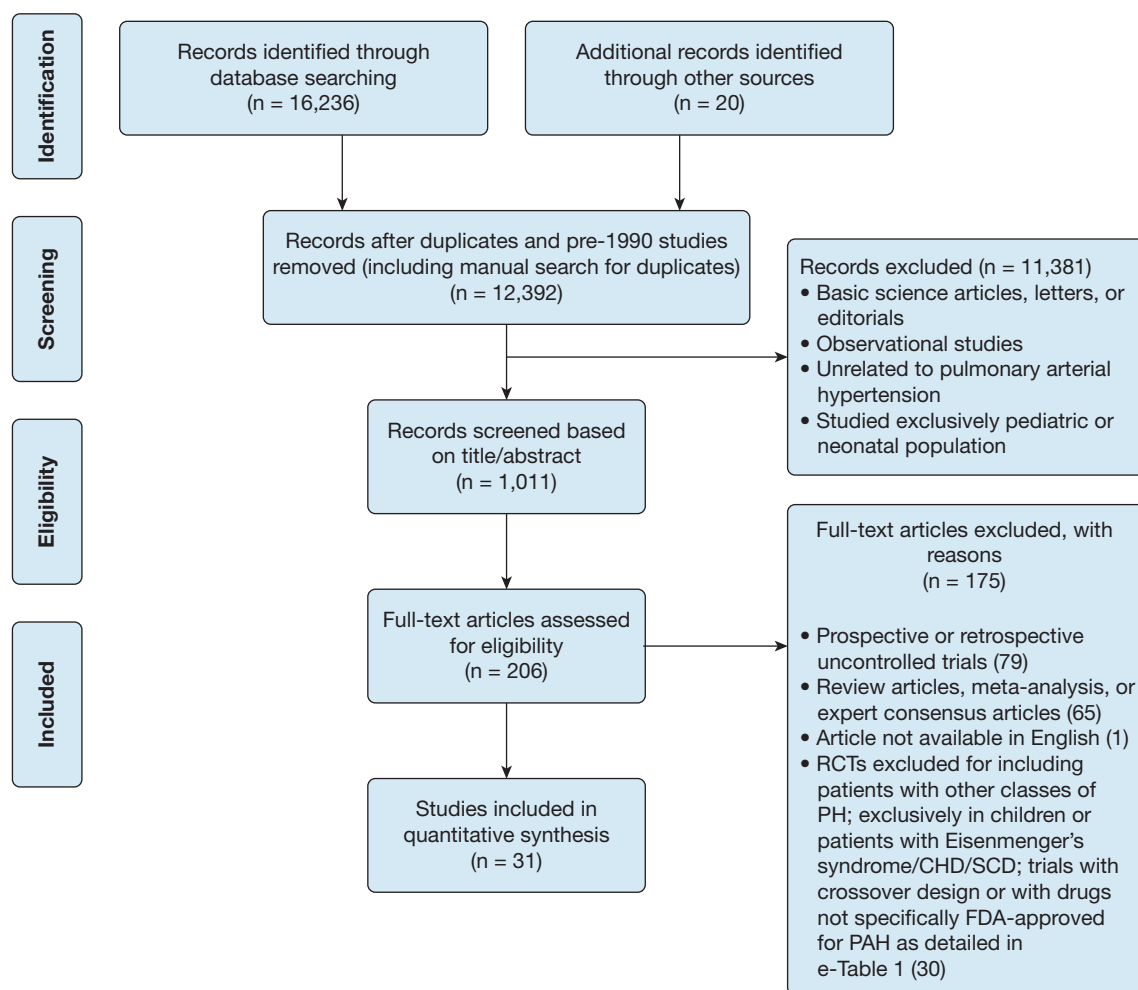 Identification
Records identified through
database searching
(n = 16,236)
Additional records identified
through other sources
(n = 20)
Screening
Records after duplicates and pre-1990 studies
removed (including manual search for duplicates)
(n = 12,392)
Records excluded (n = 11,381)
• Basic science articles, letters, or
editorials
• Observational studies
• Unrelated to pulmonary arterial
hypertension
• Studied exclusively pediatric or
neonatal population
Eligibility
Records screened based
on title/abstract
(n = 1,011)
Full-text articles assessed
for eligibility
(n = 206)
Full-text articles excluded, with
reasons
(n = 175)
• Prospective or retrospective
uncontrolled trials (79)
• Review articles, meta-analysis, or
expert consensus articles (65)
• Article not available in English (1)
• RCTs excluded for including
patients with other classes of
PH; exclusively in children or
patients with Eisenmenger's
syndrome/CHD/SCD; trials with
crossover design or with drugs
not specifically FDA-approved
for PAH as detailed in
e-Table 1 (30)
Included
Studies included in
quantitative synthesis
(n = 31)